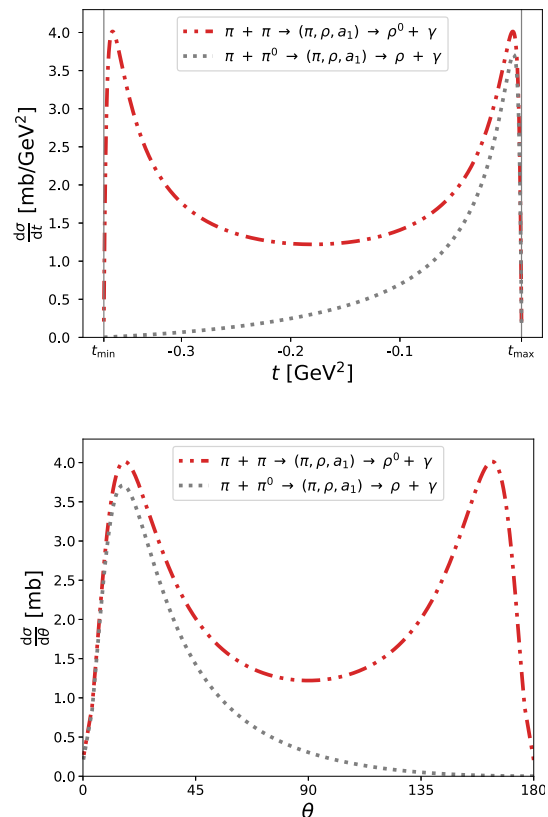 4.0
3.5
3.0
2.5
2.0
1.5
1.0
0.5
0.0
dσ/dt [mb/GeV²]
π + π → (π, ρ, a₁) → ρ⁰ + γ
π + π⁰ → (π, ρ, a₁) → ρ + γ
t_min -0.3 -0.2 -0.1 t_max
t [GeV²]
4.0
3.5
3.0
2.5
2.0
1.5
1.0
0.5
0.0
dσ/dθ [mb]
π + π → (π, ρ, a₁) → ρ⁰ + γ
π + π⁰ → (π, ρ, a₁) → ρ + γ
0 45 90 135 180
θ